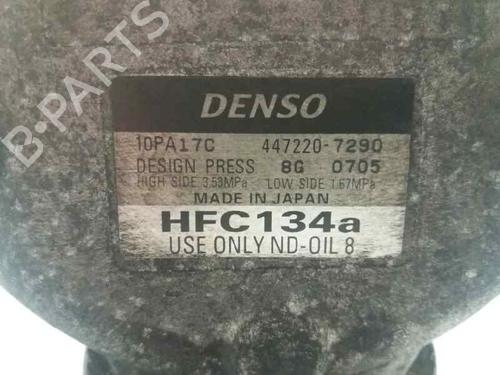 B-PARTS
DENSO
10PA17C 447220-7290
DESIGN PRESS 8G 0705
HIGH SIDE 3.53MPa LOW SIDE 1.67MPa
MADE IN JAPAN
HFC134a
USE ONLY ND-OIL 8